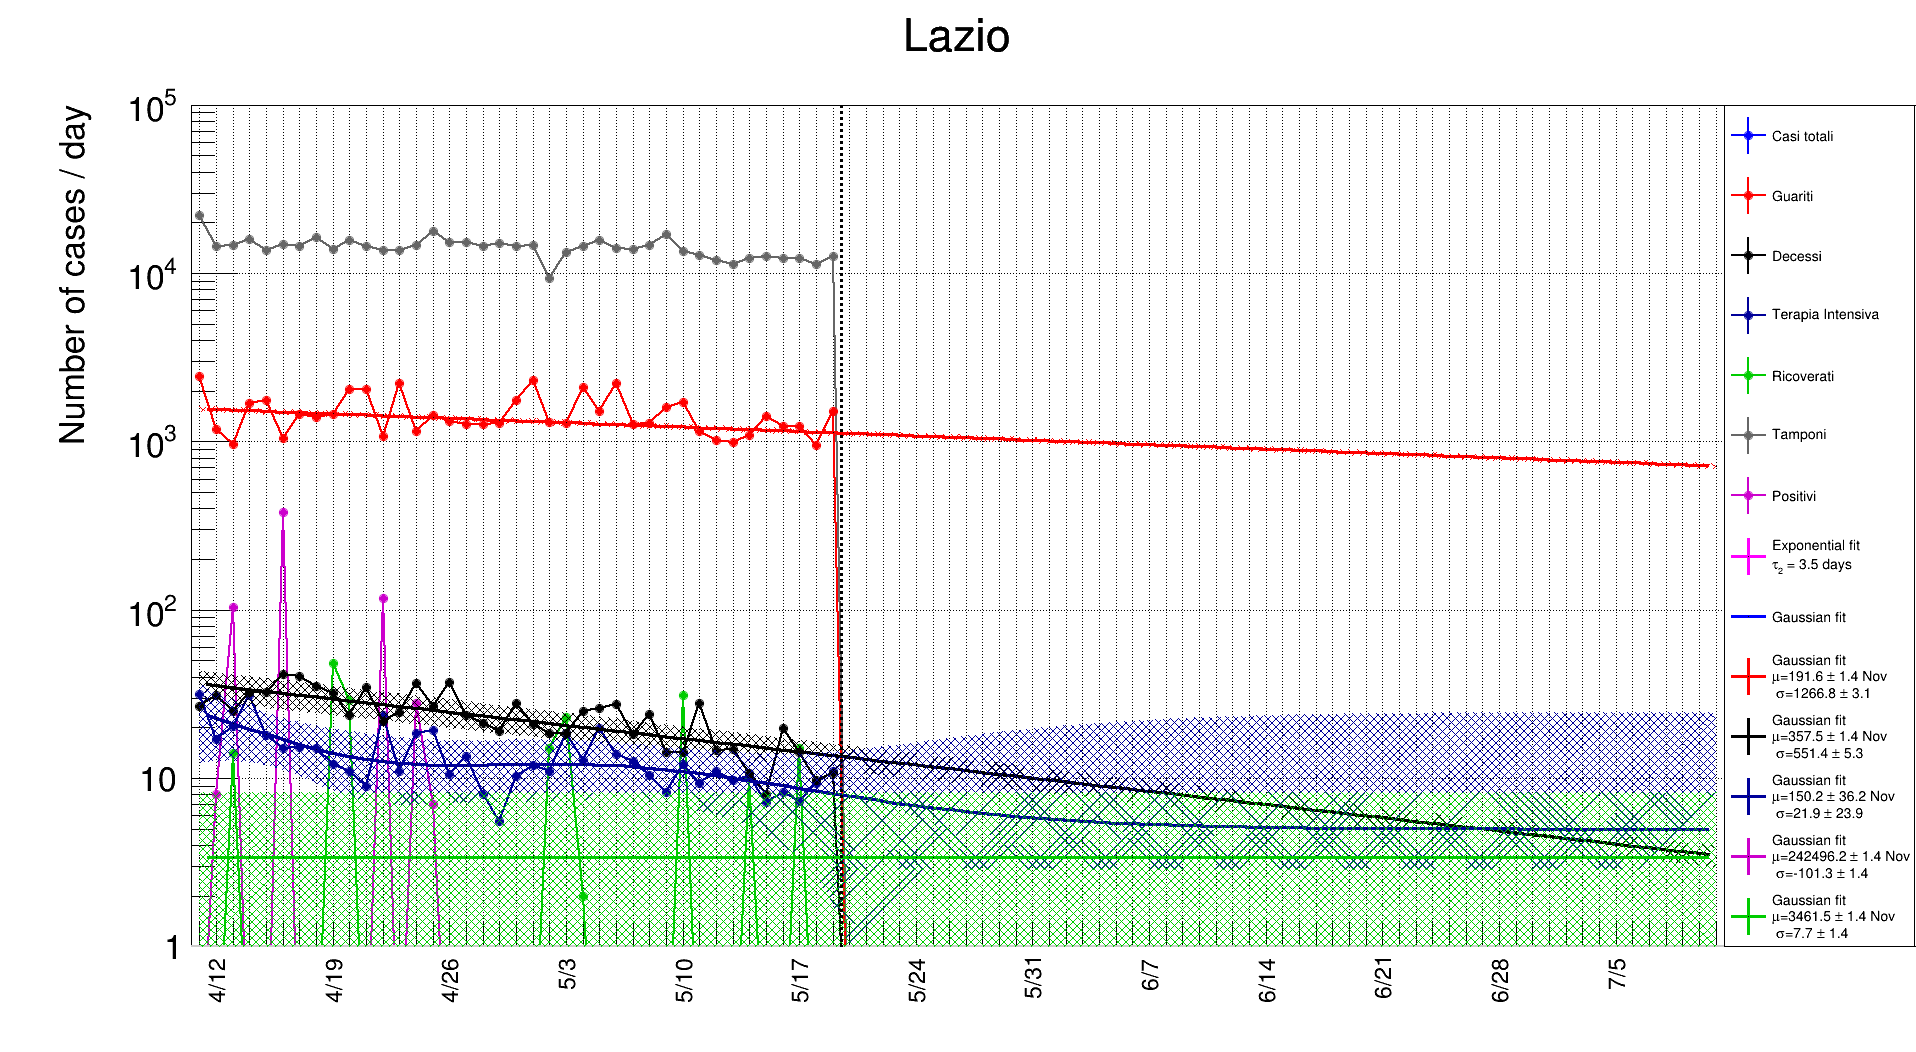 Lazio
Number of cases / day
10^5
10^4
10^3
10^2
10
1
4/12
4/19
4/26
5/3
5/10
5/17
5/24
5/31
6/7
6/14
6/21
6/28
7/5
Casi totali
Guariti
Decessi
Terapia Intensiva
Ricoverati
Tamponi
Positivi
Exponential fit
τ₂ = 3.5 days
Gaussian fit
Gaussian fit
μ=191.6 ± 1.4 Nov
σ=1266.8 ± 3.1
Gaussian fit
μ=357.5 ± 1.4 Nov
σ=551.4 ± 5.3
Gaussian fit
μ=150.2 ± 36.2 Nov
σ=21.9 ± 23.9
Gaussian fit
μ=242496.2 ± 1.4 Nov
σ=-101.3 ± 1.4
Gaussian fit
μ=3461.5 ± 1.4 Nov
σ=7.7 ± 1.4